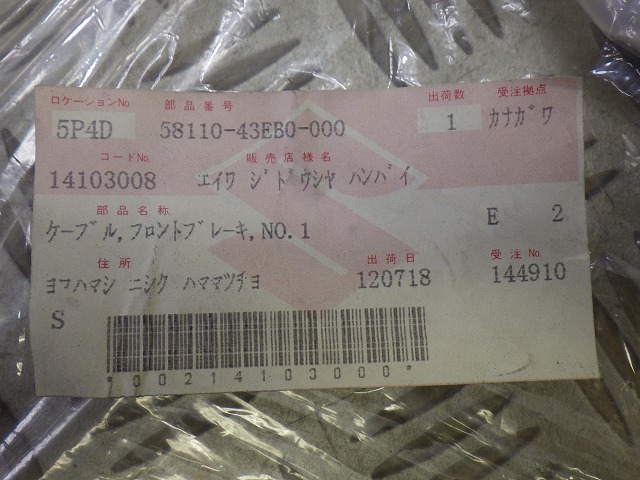 ロケーションNo. 部品番号 出荷数 受注拠点
5P4D 58110-43EB0-000 1 カナガワ
コードNo. 販売店様名
14103008 エイワ ジドウシヤ ハンバイ
部品名称
ケーブル,フロントブレーキ,NO.1 E 2
住所 出荷日 受注No
ヨコハマシ ニシク ハママツチヨ 120718 144910
S
*002141030000*